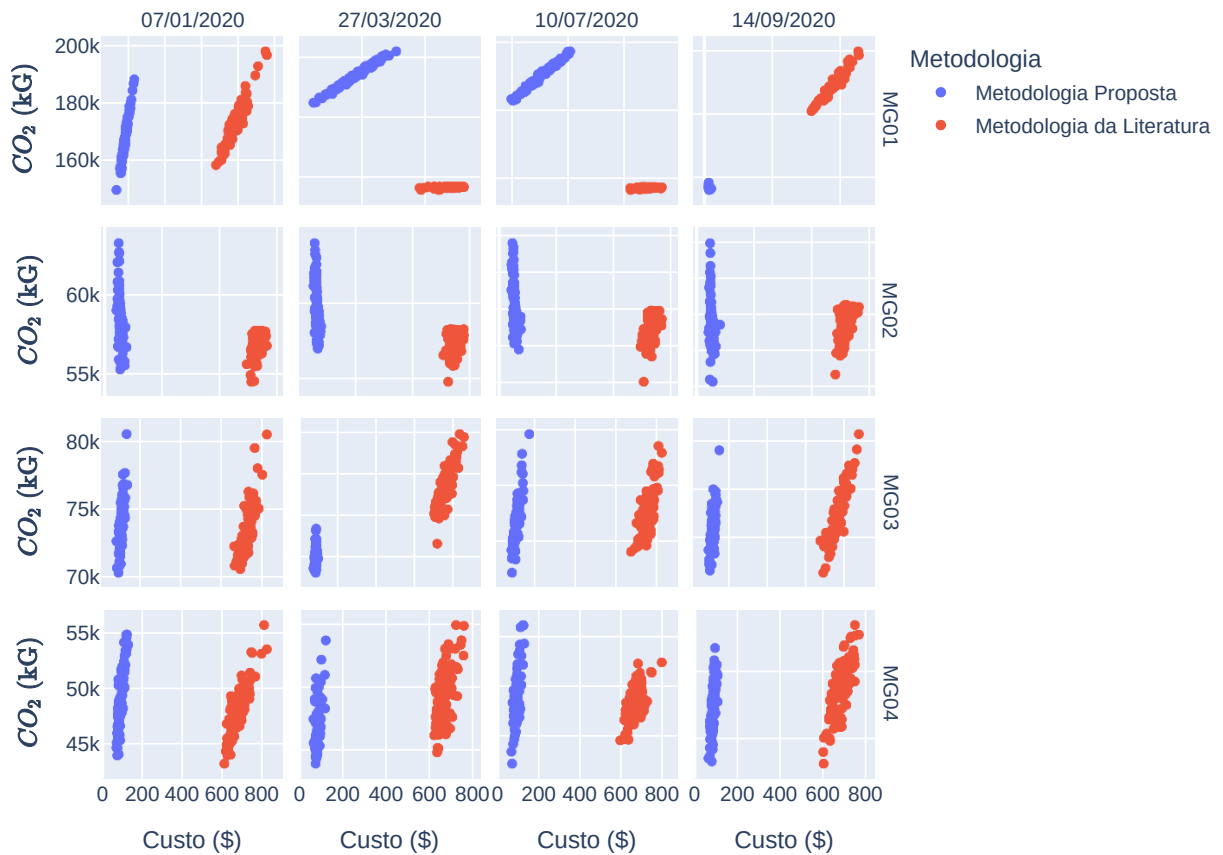 07/01/2020 27/03/2020 10/07/2020 14/09/2020
Metodologia
Metodologia Proposta
Metodologia da Literatura
CO₂ (kG)
200k
180k
160k
MG01
CO₂ (kG)
60k
55k
MG02
CO₂ (kG)
80k
75k
70k
MG03
CO₂ (kG)
55k
50k
45k
MG04
0 200 400 600 800 0 200 400 600 800 0 200 400 600 800 0 200 400 600 800
Custo ($) Custo ($) Custo ($) Custo ($)